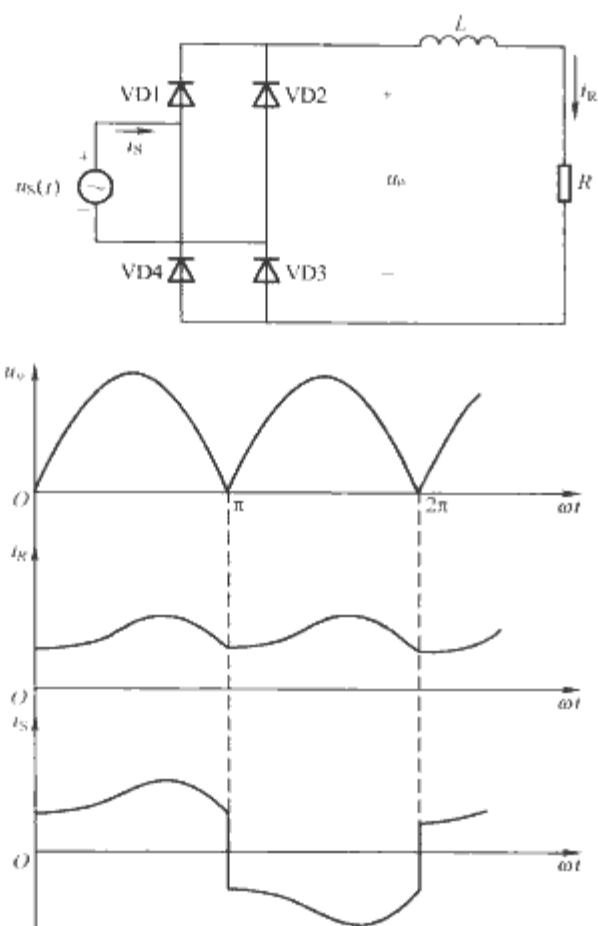 L
VD1 VD2
+
i_R
i_S
+
u_S(t)
−
u_o
R
VD4 VD3
−
u_o
O π 2π ωt
i_R
O ωt
i_S
O ωt